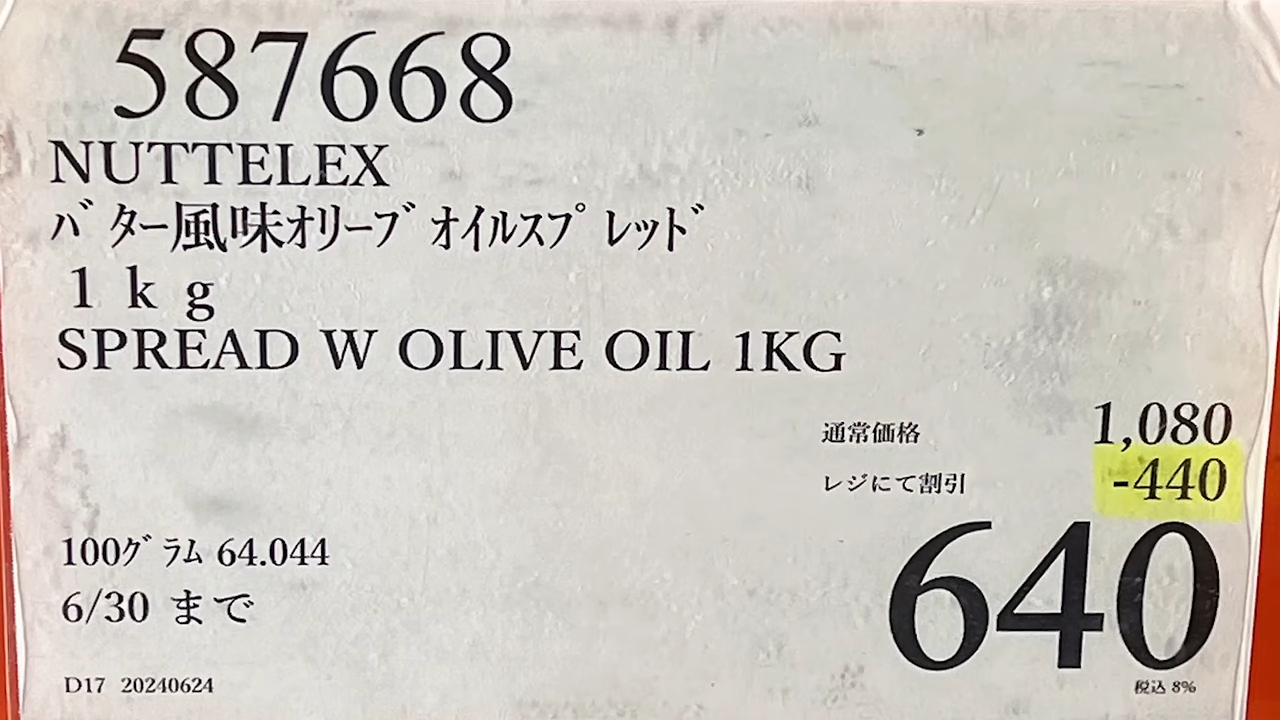 587668
NUTTELEX
ﾊﾞﾀｰ風味ｵﾘｰﾌﾞｵｲﾙｽﾌﾟﾚｯﾄﾞ
１ｋｇ
SPREAD W OLIVE OIL 1KG
通常価格 1,080
レジにて割引 -440
640
100ｸﾞﾗﾑ 64.044
6/30 まで
税込 8%
D17 20240624